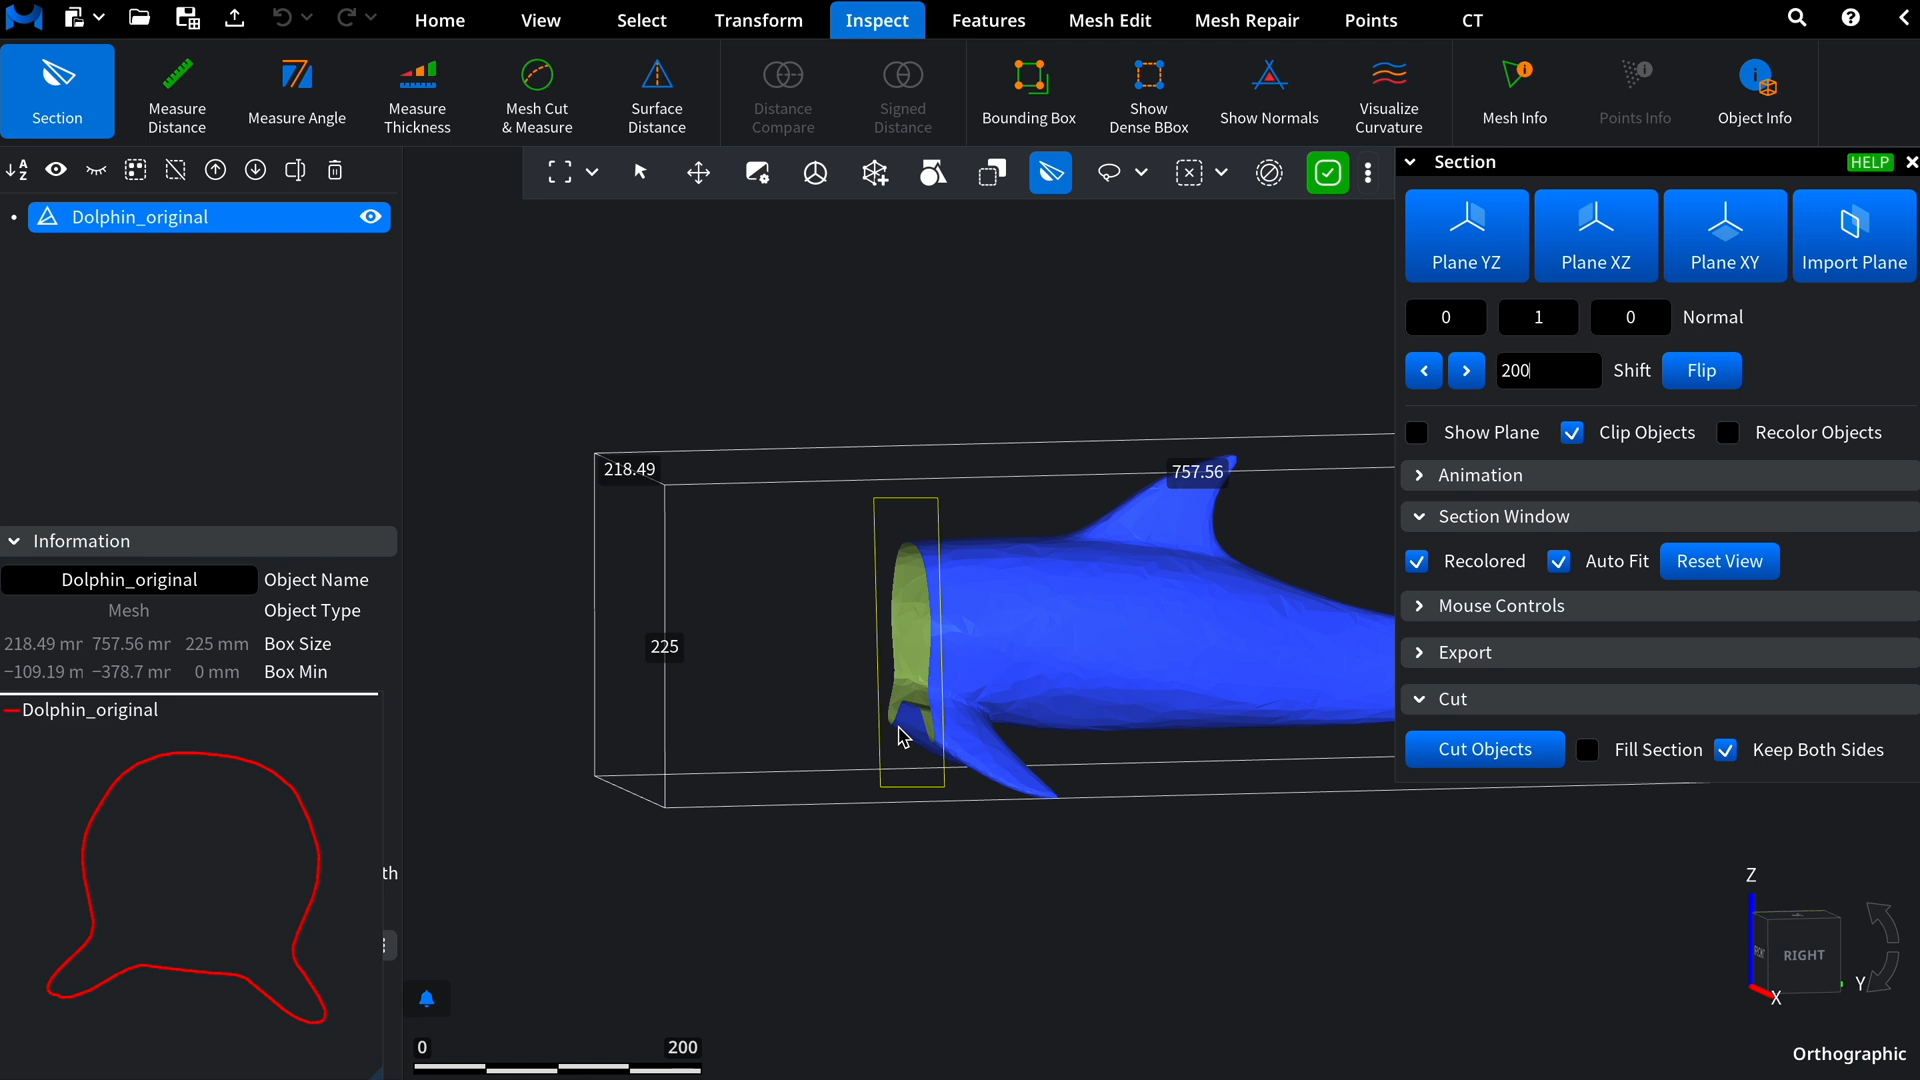 Home View Select Transform Inspect Features Mesh Edit Mesh Repair Points CT
Section
Measure
Distance
Measure Angle
Measure
Thickness
Mesh Cut
& Measure
Surface
Distance
Distance
Compare
Signed
Distance
Bounding Box
Show
Dense BBox
Show Normals
Visualize
Curvature
Mesh Info
Points Info
Object Info
Dolphin_original
Section HELP
Plane YZ Plane XZ Plane XY Import Plane
0 1 0 Normal
200 Shift Flip
Show Plane Clip Objects Recolor Objects
Animation
Section Window
Recolored Auto Fit Reset View
Mouse Controls
Export
Cut
Cut Objects Fill Section Keep Both Sides
218.49
757.56
225
Information
Dolphin_original Object Name
Mesh Object Type
218.49 mr 757.56 mr 225 mm Box Size
−109.19 m −378.7 mr 0 mm Box Min
Dolphin_original
th
0 200
Z
RIGHT
Y
X
Orthographic